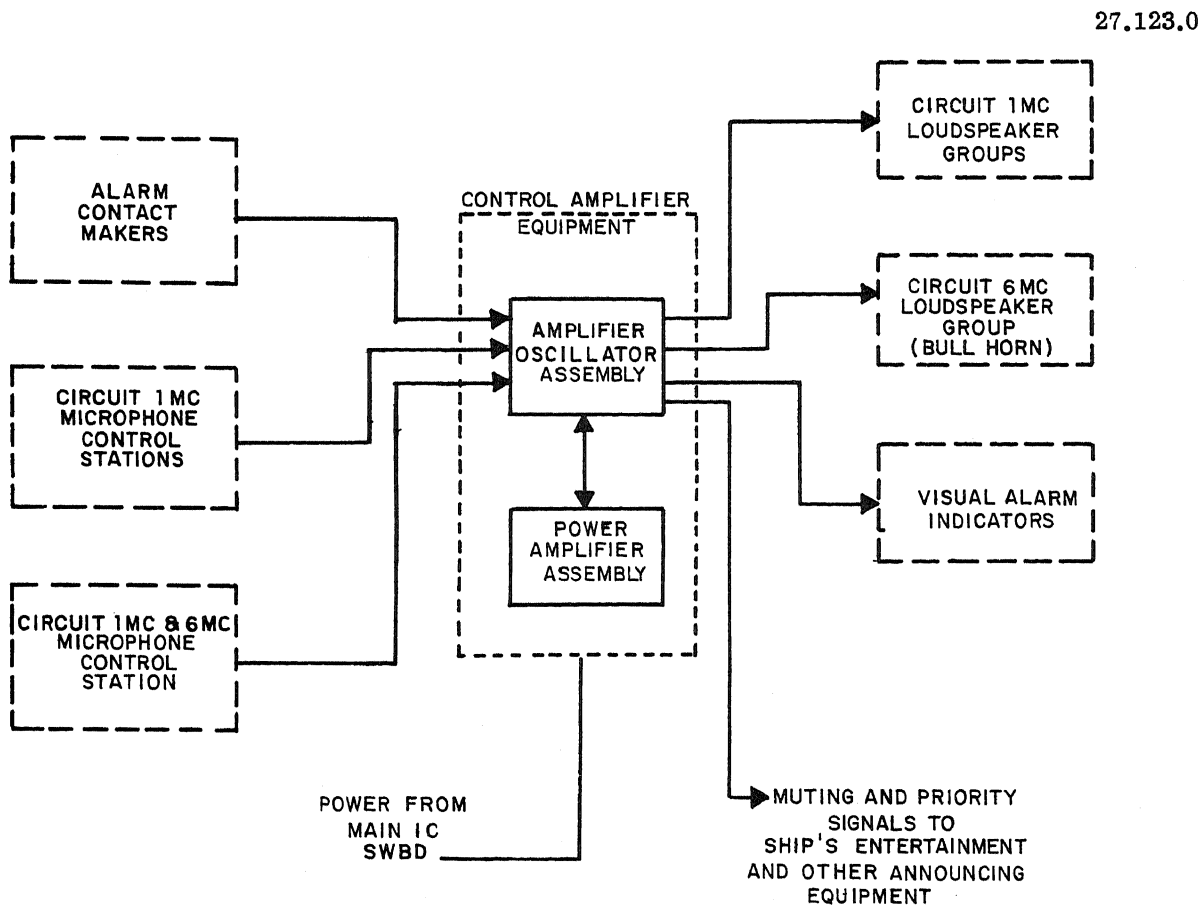 27.123.0
ALARM
CONTACT
MAKERS
CIRCUIT 1MC
MICROPHONE
CONTROL
STATIONS
CIRCUIT 1MC & 6MC
MICROPHONE
CONTROL
STATION
CONTROL AMPLIFIER
EQUIPMENT
AMPLIFIER
OSCILLATOR
ASSEMBLY
POWER
AMPLIFIER
ASSEMBLY
POWER FROM
MAIN IC
SWBD
CIRCUIT 1MC
LOUDSPEAKER
GROUPS
CIRCUIT 6MC
LOUDSPEAKER
GROUP
(BULL HORN)
VISUAL ALARM
INDICATORS
MUTING AND PRIORITY
SIGNALS TO
SHIP'S ENTERTAINMENT
AND OTHER ANNOUNCING
EQUIPMENT